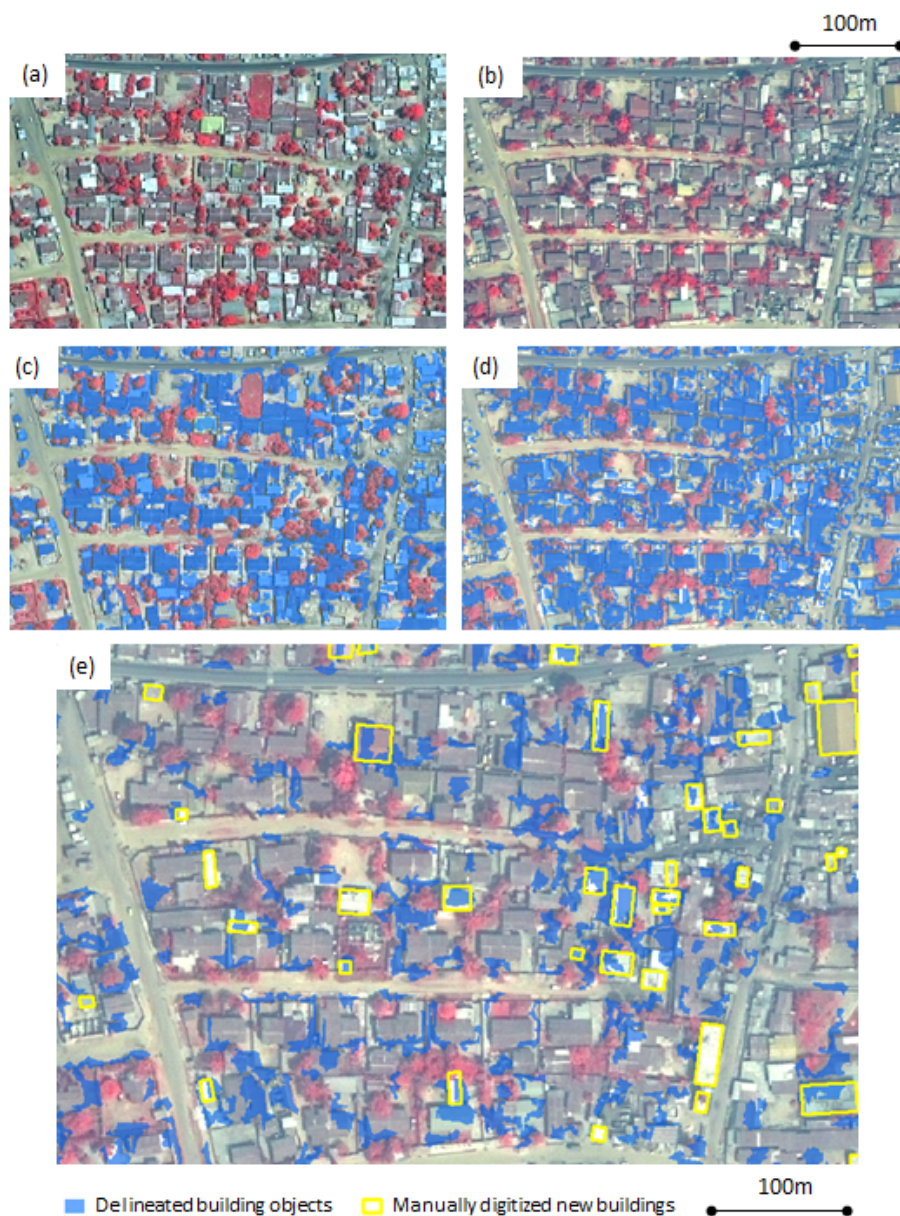 100m
(a)
(b)
(c)
(d)
(e)
Delineated building objects
Manually digitized new buildings
100m